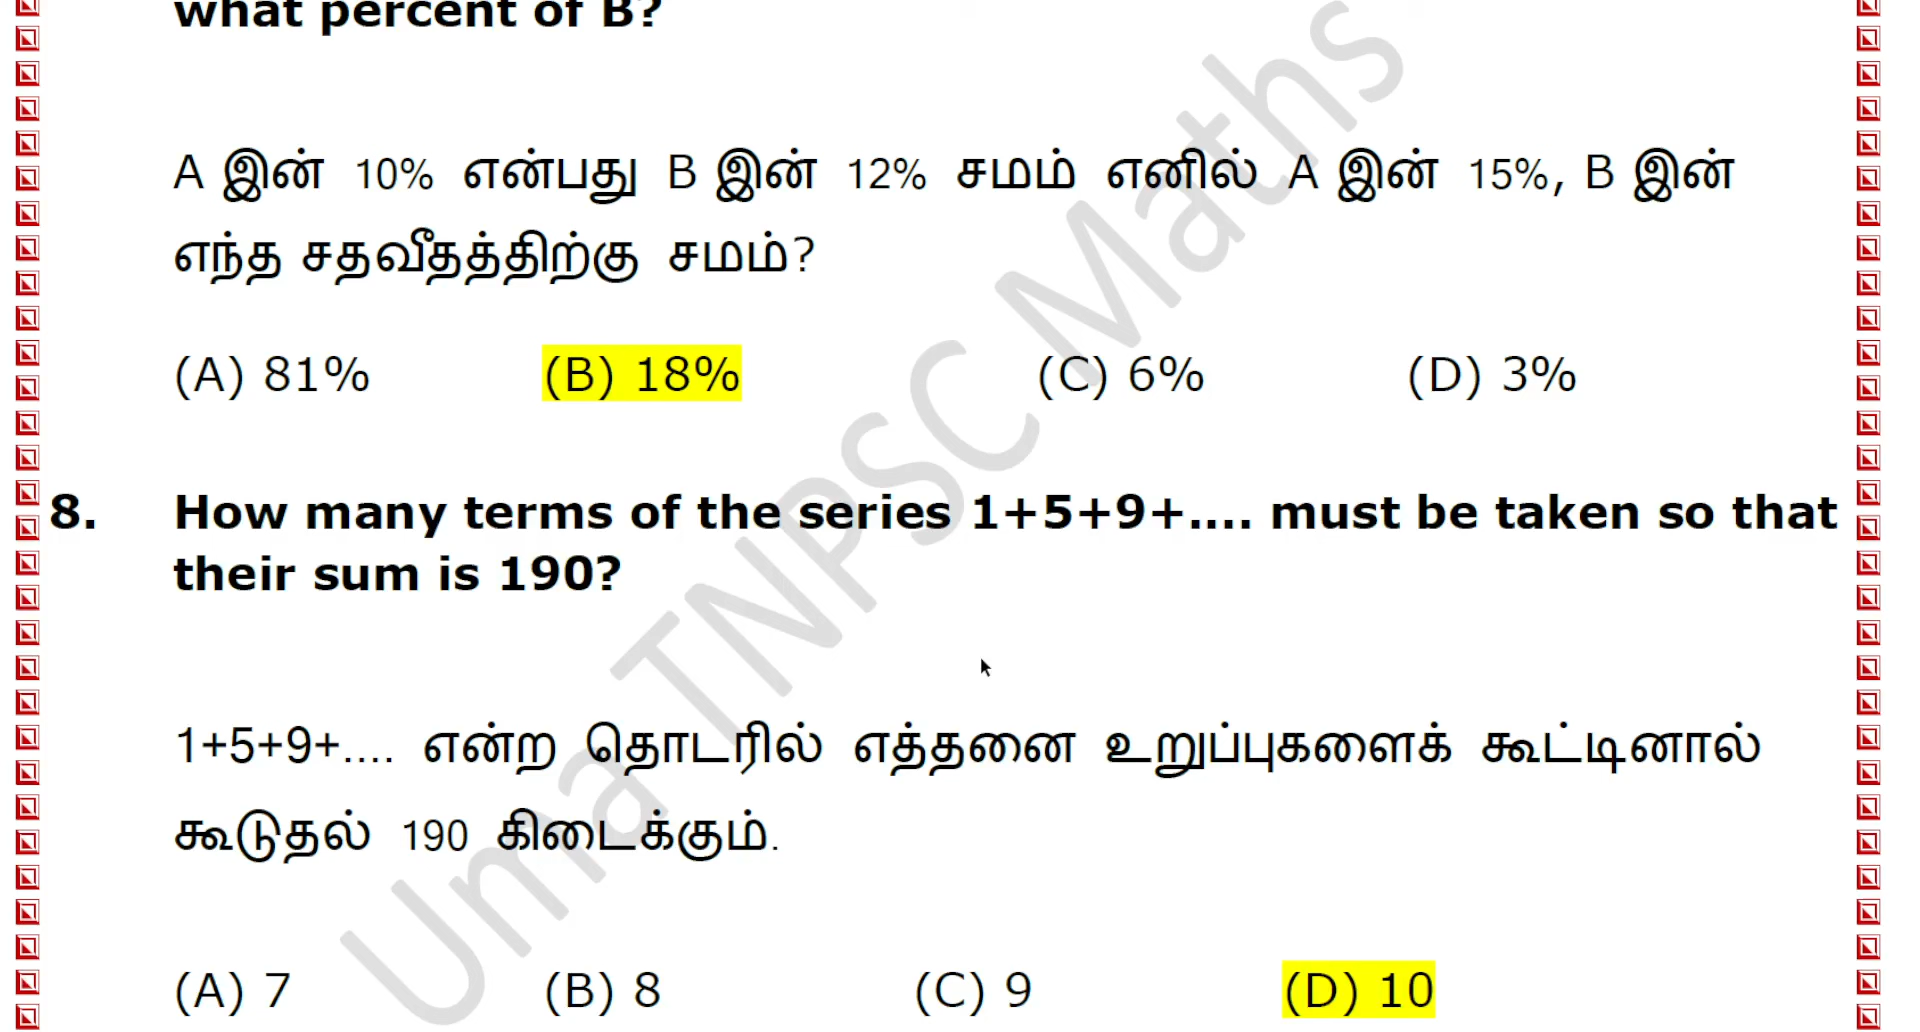 what percent of B?
A இன் 10% என்பது B இன் 12% சமம் எனில் A இன் 15%, B இன்
எந்த சதவீதத்திற்கு சமம்?
(A) 81% (B) 18% (C) 6% (D) 3%
8. How many terms of the series 1+5+9+.... must be taken so that
their sum is 190?
1+5+9+.... என்ற தொடரில் எத்தனை உறுப்புகளைக் கூட்டினால்
கூடுதல் 190 கிடைக்கும்.
(A) 7 (B) 8 (C) 9 (D) 10
Uma TNPSC Maths